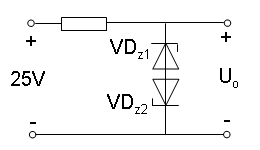 + +
VDz1
25V Uo
VDz2
- -